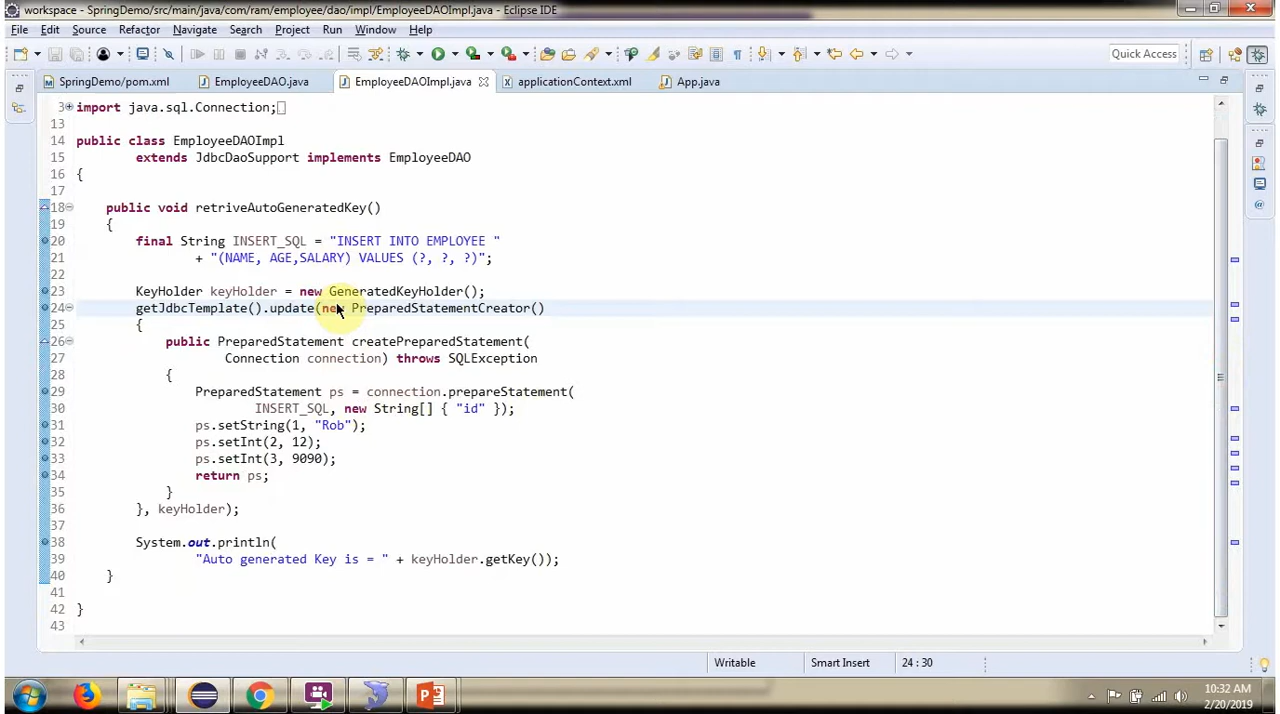 workspace - SpringDemo/src/main/java/com/ram/employee/dao/impl/EmployeeDAOImpl.java - Eclipse IDE
File Edit Source Refactor Navigate Search Project Run Window Help
Quick Access
SpringDemo/pom.xml EmployeeDAO.java EmployeeDAOImpl.java applicationContext.xml App.java
3 import java.sql.Connection;
13
14 public class EmployeeDAOImpl
15 extends JdbcDaoSupport implements EmployeeDAO
16 {
17
18 public void retriveAutoGeneratedKey()
19 {
20 final String INSERT_SQL = "INSERT INTO EMPLOYEE "
21 + "(NAME, AGE,SALARY) VALUES (?, ?, ?)";
22
23 KeyHolder keyHolder = new GeneratedKeyHolder();
24 getJdbcTemplate().update(new PreparedStatementCreator()
25 {
26 public PreparedStatement createPreparedStatement(
27 Connection connection) throws SQLException
28 {
29 PreparedStatement ps = connection.prepareStatement(
30 INSERT_SQL, new String[] { "id" });
31 ps.setString(1, "Rob");
32 ps.setInt(2, 12);
33 ps.setInt(3, 9090);
34 return ps;
35 }
36 }, keyHolder);
37
38 System.out.println(
39 "Auto generated Key is = " + keyHolder.getKey());
40 }
41
42 }
43
Writable Smart Insert 24 : 30
10:32 AM
2/20/2019